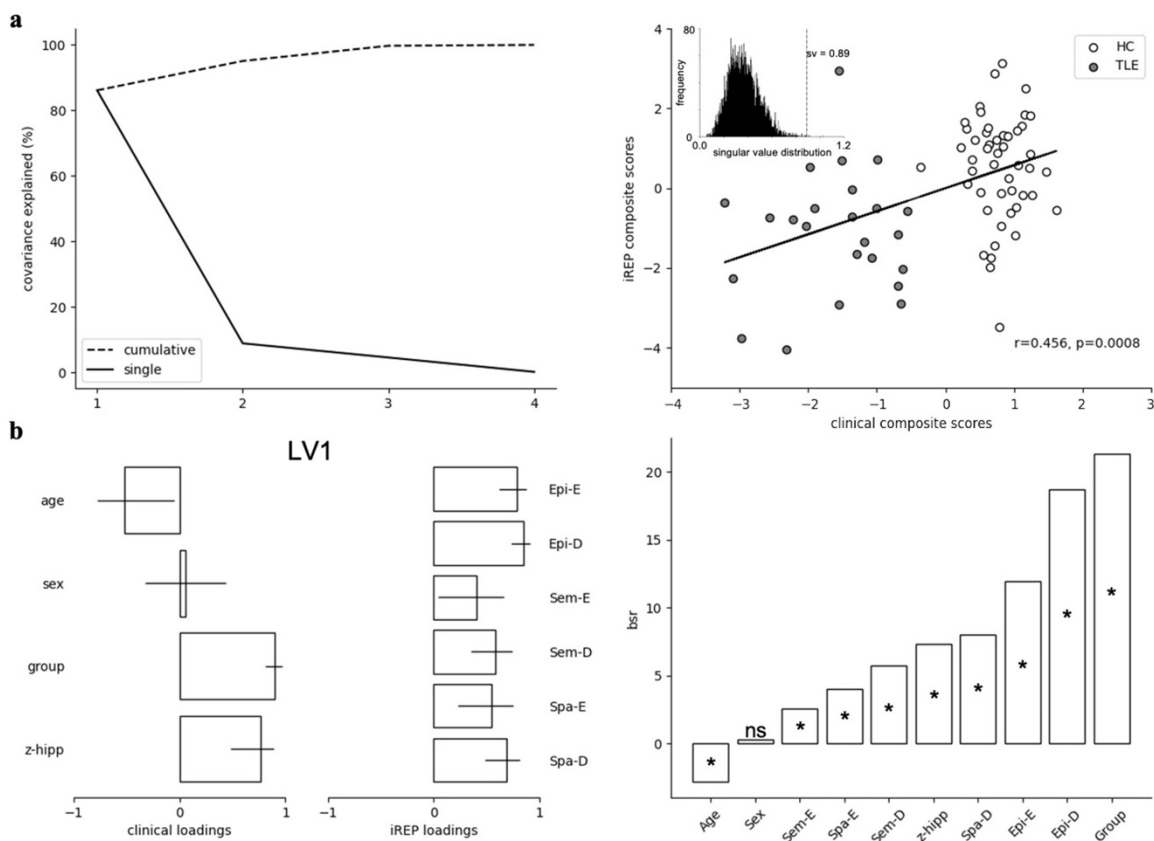 a
100
80
60
40
20
0
covariance explained (%)
cumulative
single
1 2 3 4
4
2
0
−2
−4
iREP composite scores
80
0
frequency
sv = 0.89
0.0 1.2
singular value distribution
HC
TLE
r=0.456, p=0.0008
−4 −3 −2 −1 0 1 2 3
clinical composite scores
b
LV1
age
sex
group
z-hipp
−1 0 1
clinical loadings
Epi-E
Epi-D
Sem-E
Sem-D
Spa-E
Spa-D
−1 0 1
iREP loadings
20
15
10
5
0
bsr
* ns * * * * * * * *
Age Sex Sem-E Spa-E Sem-D z-hipp Spa-D Epi-E Epi-D Group